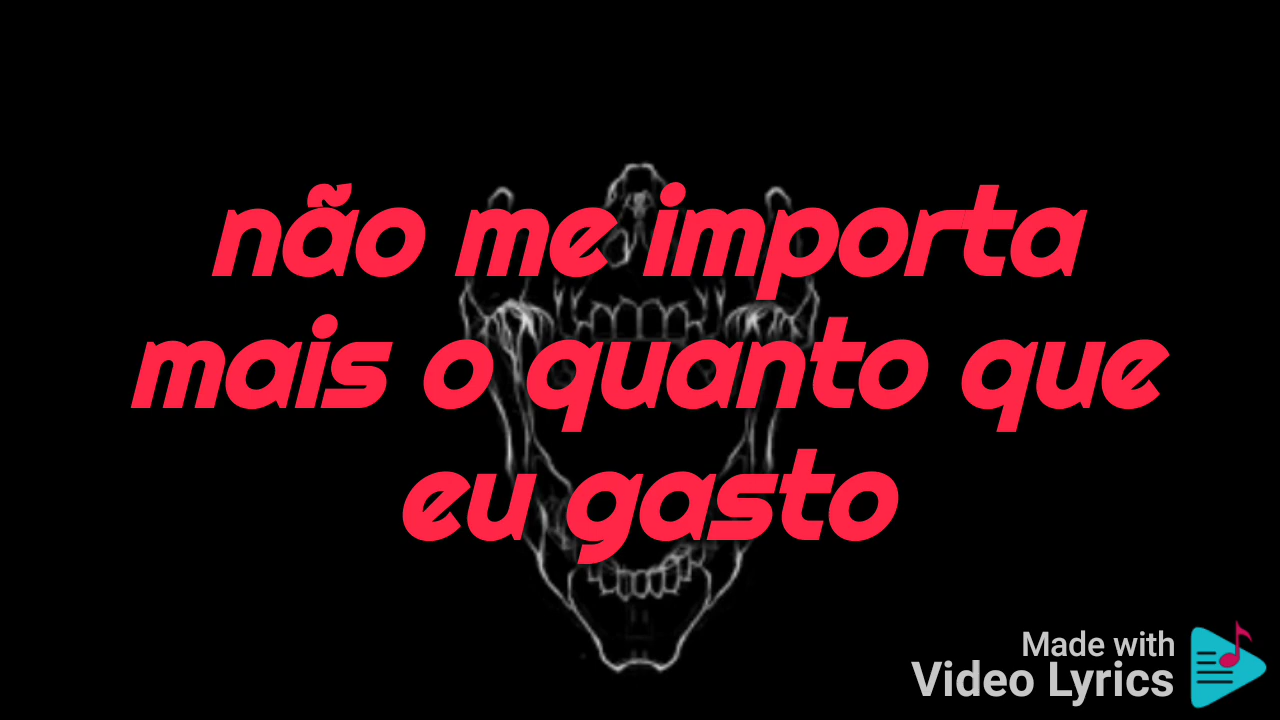 não me importa
mais o quanto que
eu gasto
Made with
Video Lyrics